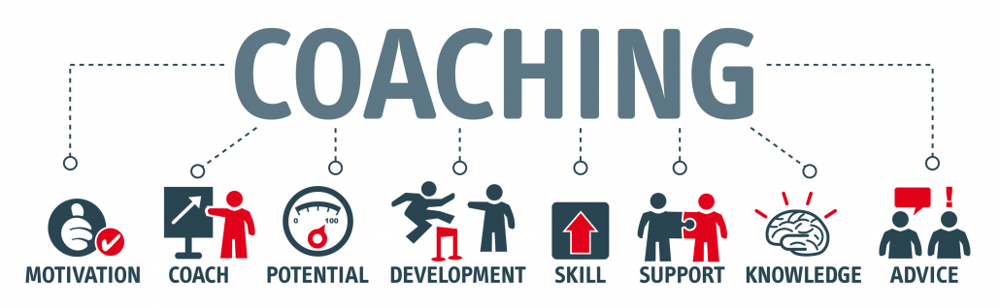 COACHING
0 100
MOTIVATION COACH POTENTIAL DEVELOPMENT SKILL SUPPORT KNOWLEDGE ADVICE